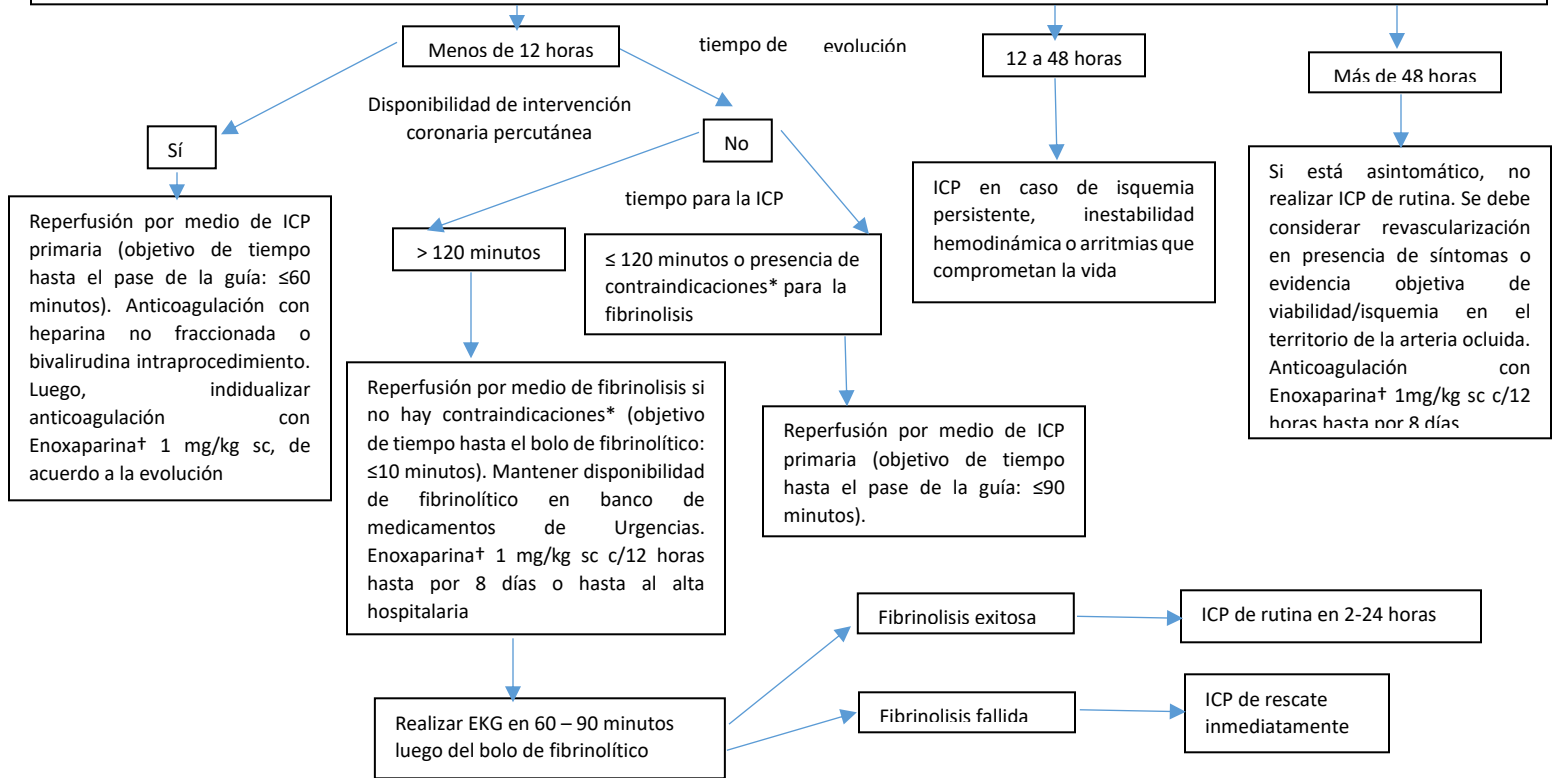 Menos de 12 horas
tiempo de evolución
12 a 48 horas
Más de 48 horas
Disponibilidad de intervención
coronaria percutánea
Sí
No
tiempo para la ICP
> 120 minutos
≤ 120 minutos o presencia de
contraindicaciones* para la
fibrinolisis
Reperfusión por medio de ICP
primaria (objetivo de tiempo
hasta el pase de la guía: ≤60
minutos). Anticoagulación con
heparina no fraccionada o
bivalirudina intraprocedimiento.
Luego, indidualizar
anticoagulación con
Enoxaparina† 1 mg/kg sc, de
acuerdo a la evolución
ICP en caso de isquemia
persistente, inestabilidad
hemodinámica o arritmias que
comprometan la vida
Si está asintomático, no
realizar ICP de rutina. Se debe
considerar revascularización
en presencia de síntomas o
evidencia objetiva de
viabilidad/isquemia en el
territorio de la arteria ocluida.
Anticoagulación con
Enoxaparina† 1mg/kg sc c/12
horas hasta por 8 días
Reperfusión por medio de fibrinolisis si
no hay contraindicaciones* (objetivo
de tiempo hasta el bolo de fibrinolítico:
≤10 minutos). Mantener disponibilidad
de fibrinolítico en banco de
medicamentos de Urgencias.
Enoxaparina† 1 mg/kg sc c/12 horas
hasta por 8 días o hasta al alta
hospitalaria
Reperfusión por medio de ICP
primaria (objetivo de tiempo
hasta el pase de la guía: ≤90
minutos).
Realizar EKG en 60 – 90 minutos
luego del bolo de fibrinolítico
Fibrinolisis exitosa
ICP de rutina en 2-24 horas
Fibrinolisis fallida
ICP de rescate
inmediatamente